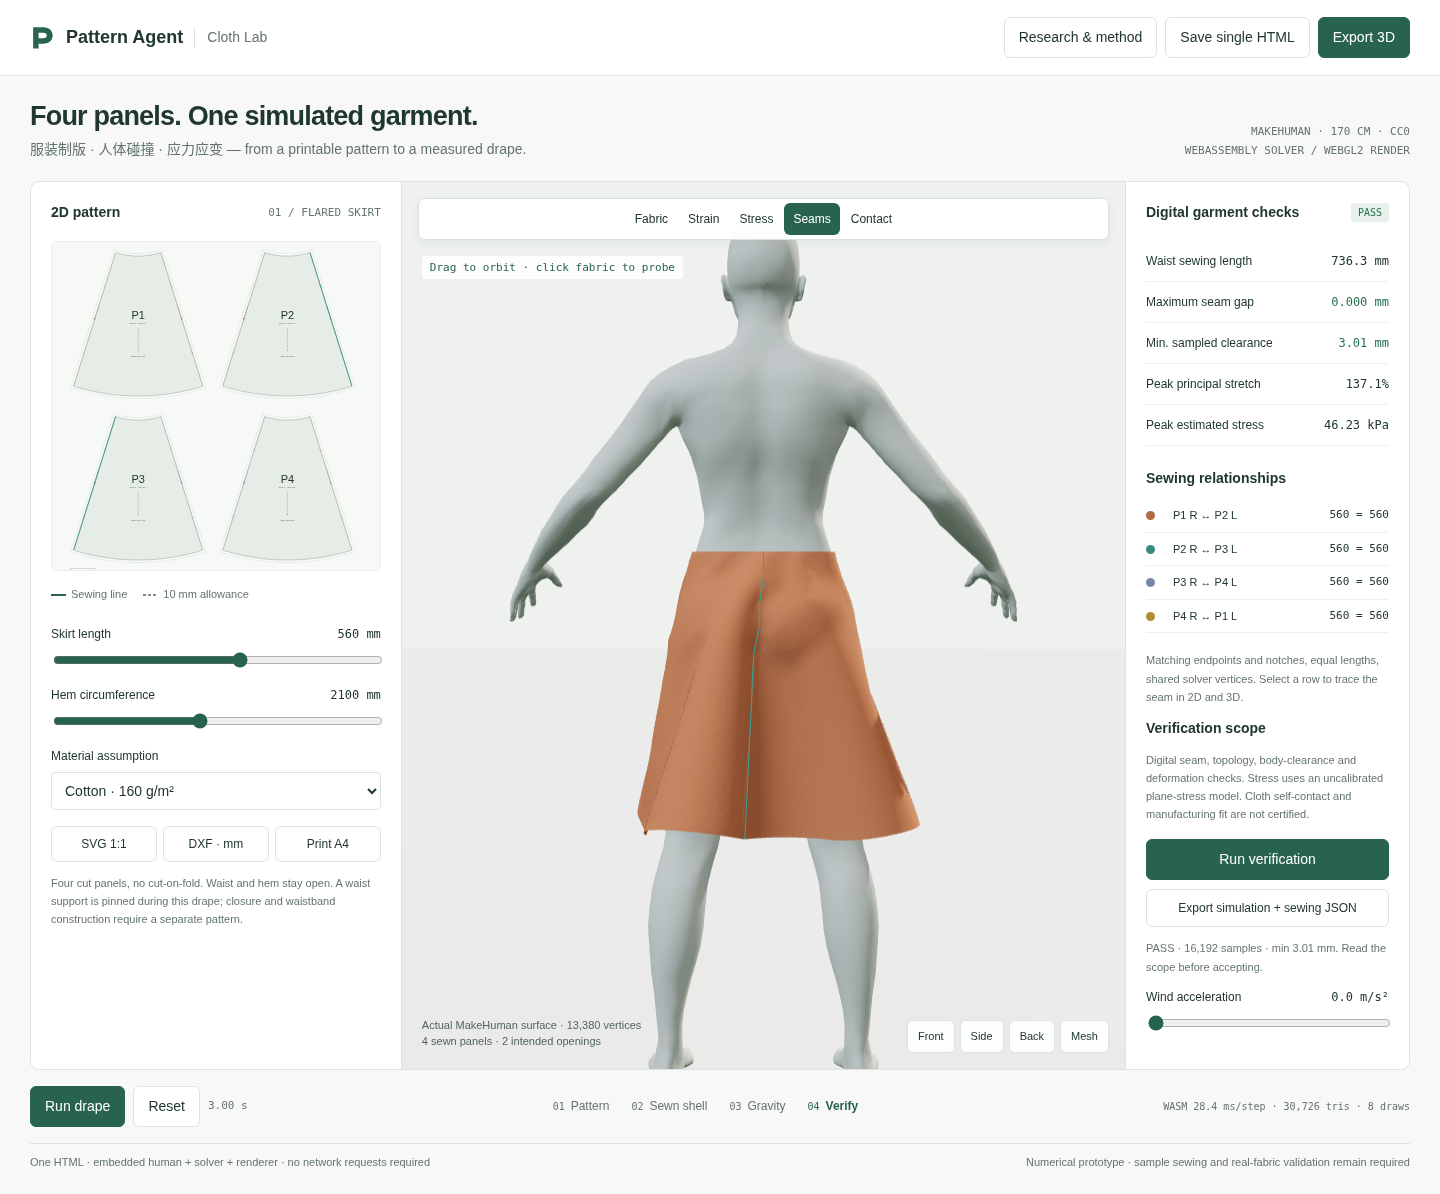 Pattern Agent
Cloth Lab
Research & method
Save single HTML
Export 3D
Four panels. One simulated garment.
服装制版 · 人体碰撞 · 应力应变 — from a printable pattern to a measured drape.
MAKEHUMAN · 170 CM · CC0
WEBASSEMBLY SOLVER / WEBGL2 RENDER
2D pattern
01 / FLARED SKIRT
P1
P2
P3
P4
Sewing line
10 mm allowance
Skirt length
560 mm
Hem circumference
2100 mm
Material assumption
Cotton · 160 g/m²
SVG 1:1
DXF · mm
Print A4
Four cut panels, no cut-on-fold. Waist and hem stay open. A waist
support is pinned during this drape; closure and waistband
construction require a separate pattern.
Fabric
Strain
Stress
Seams
Contact
Drag to orbit · click fabric to probe
Actual MakeHuman surface · 13,380 vertices
4 sewn panels · 2 intended openings
Front
Side
Back
Mesh
Digital garment checks
PASS
Waist sewing length
736.3 mm
Maximum seam gap
0.000 mm
Min. sampled clearance
3.01 mm
Peak principal stretch
137.1%
Peak estimated stress
46.23 kPa
Sewing relationships
P1 R ↔ P2 L
560 = 560
P2 R ↔ P3 L
560 = 560
P3 R ↔ P4 L
560 = 560
P4 R ↔ P1 L
560 = 560
Matching endpoints and notches, equal lengths,
shared solver vertices. Select a row to trace the
seam in 2D and 3D.
Verification scope
Digital seam, topology, body-clearance and
deformation checks. Stress uses an uncalibrated
plane-stress model. Cloth self-contact and
manufacturing fit are not certified.
Run verification
Export simulation + sewing JSON
PASS · 16,192 samples · min 3.01 mm. Read the
scope before accepting.
Wind acceleration
0.0 m/s²
Run drape
Reset
3.00 s
01 Pattern
02 Sewn shell
03 Gravity
04 Verify
WASM 28.4 ms/step · 30,726 tris · 8 draws
One HTML · embedded human + solver + renderer · no network requests required
Numerical prototype · sample sewing and real-fabric validation remain required